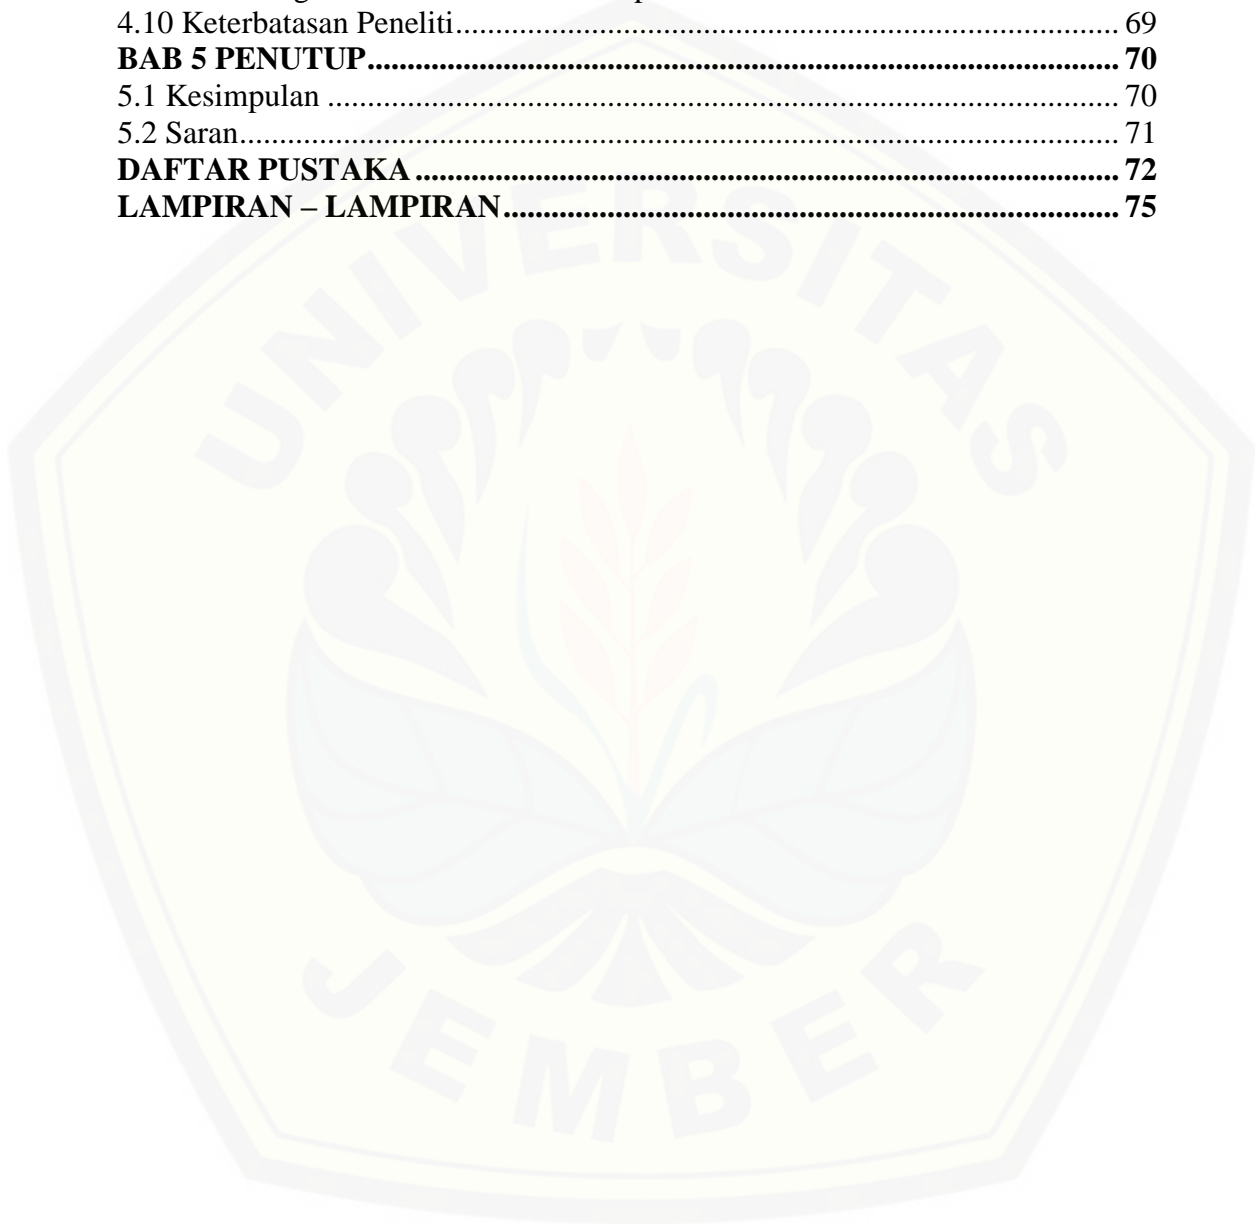 4.10 Keterbatasan Peneliti.................................................................................... 69
BAB 5 PENUTUP.............................................................................................. 70
5.1 Kesimpulan ................................................................................................... 70
5.2 Saran.............................................................................................................. 71
DAFTAR PUSTAKA ........................................................................................ 72
LAMPIRAN – LAMPIRAN............................................................................. 75
UNIVERSITAS
JEMBER